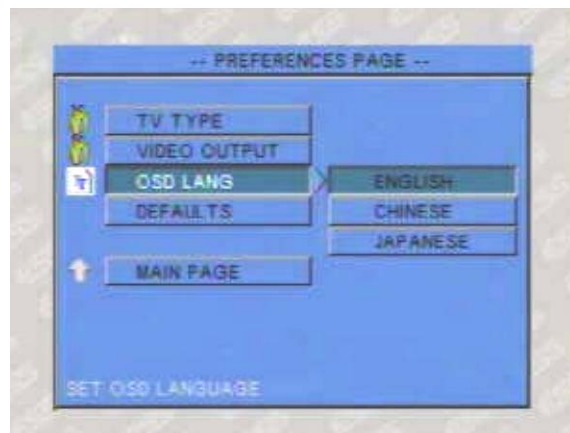 -- PREFERENCES PAGE --
TV TYPE
VIDEO OUTPUT
OSD LANG
ENGLISH
DEFAULTS
CHINESE
JAPANESE
MAIN PAGE
SET OSD LANGUAGE